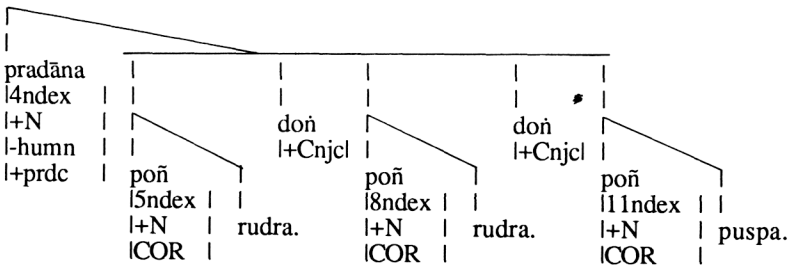 pradāna
|4ndex |
|+N |
|-humn |
|+prdc |
poñ
|5ndex |
|+N |
|COR |
rudra.
doṅ
|+Cnjc|
poñ
|8ndex |
|+N |
|COR |
rudra.
doṅ
|+Cnjc|
poñ
|11ndex |
|+N |
|COR |
puspa.